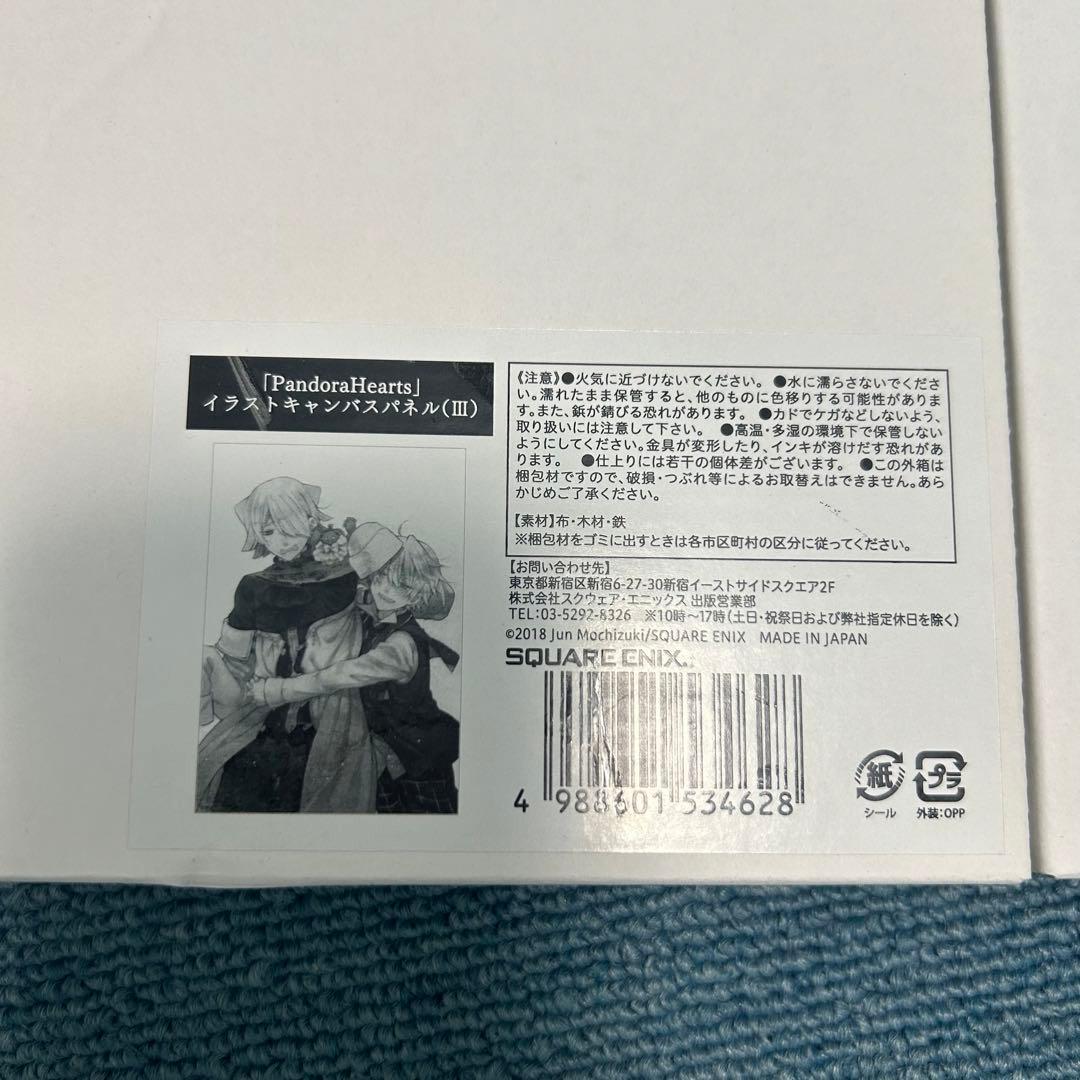 「PandoraHearts」
イラストキャンバスパネル(Ⅲ)
《注意》●火気に近づけないでください。 ●水に濡らさないでくださ
い。濡れたまま保管すると、他のものに色移りする可能性がありま
す。また、鋲が錆びる恐れがあります。 ●カドでケガなどしないよう、
取り扱いには注意して下さい。 ●高温・多湿の環境下で保管しない
ようにしてください。金具が変形したり、インキが溶けだす恐れがあ
ります。 ●仕上りには若干の個体差がございます。 ●この外箱は
梱包材ですので、破損・つぶれ等によるお取替えはできません。あら
かじめご了承ください。
【素材】布・木材・鉄
※梱包材をゴミに出すときは各市区町村の区分に従ってください。
【お問い合わせ先】
東京都新宿区新宿6-27-30新宿イーストサイドスクエア2F
株式会社スクウェア・エニックス 出版営業部
TEL:03-5292-8326 ※10時～17時(土日・祝祭日および弊社指定休日を除く)
©2018 Jun Mochizuki/SQUARE ENIX MADE IN JAPAN
SQUARE ENIX.
4 988601 534628
紙
シール
プラ
外装:OPP